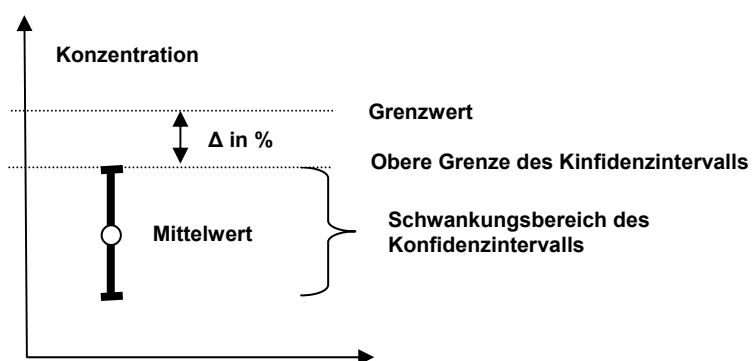 Konzentration
Grenzwert
Δ in %
Obere Grenze des Kinfidenzintervalls
Mittelwert
Schwankungsbereich des
Konfidenzintervalls